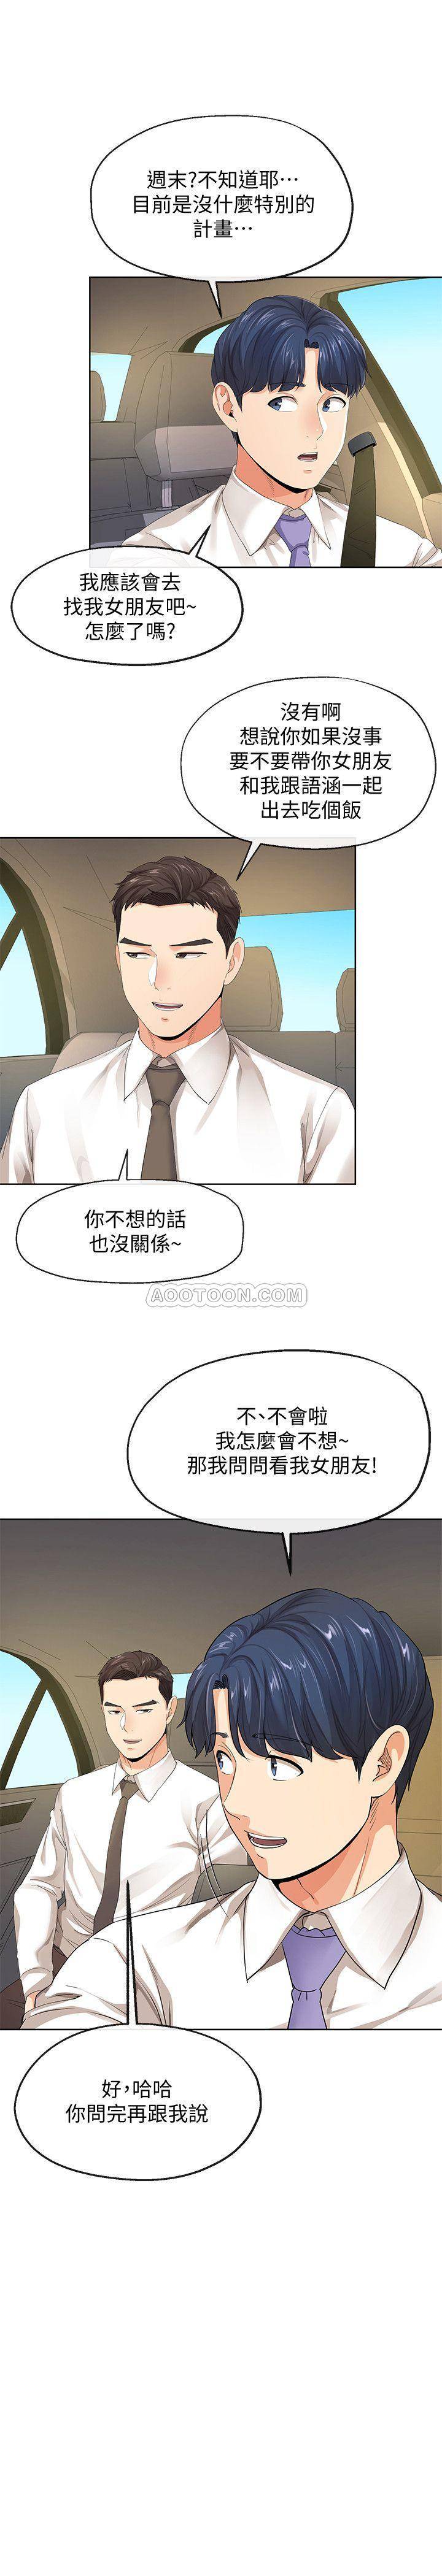 週末?不知道耶⋯
目前是沒什麼特別的
計畫⋯
我應該會去
找我女朋友吧~
怎麼了嗎?
沒有啊
想說你如果沒事
要不要帶你女朋友
和我跟語涵一起
出去吃個飯
你不想的話
也沒關係~
AOOTOON.COM
不、不會啦
我怎麼會不想~
那我問問看我女朋友!
好,哈哈
你問完再跟我說